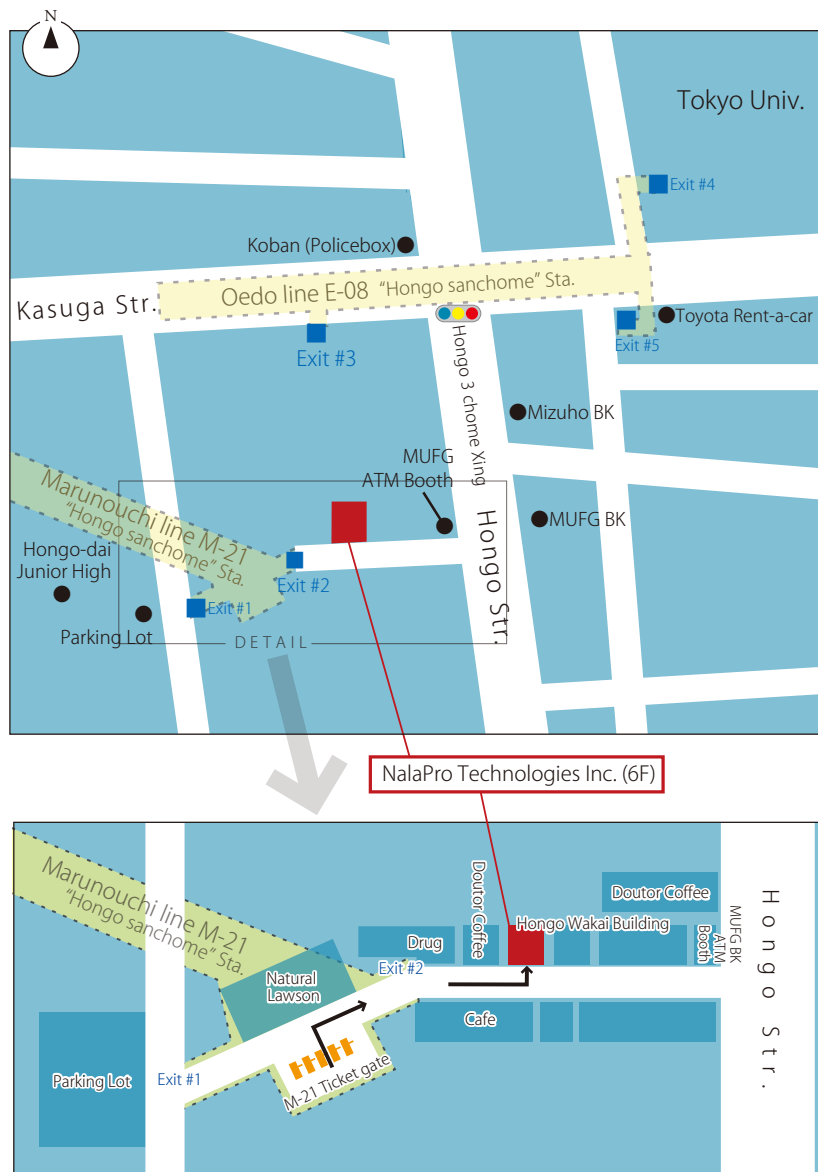 N
Tokyo Univ.
Exit #4
Koban (Policebox)
Oedo line E-08 "Hongo sanchome" Sta.
Kasuga Str.
Toyota Rent-a-car
Exit #5
Exit #3
Hongo 3 chome Xing
Mizuho BK
MUFG
ATM Booth
Marunouchi line M-21
"Hongo sanchome" Sta.
MUFG BK
Hongo Str.
Hongo-dai
Junior High
Exit #2
Exit #1
Parking Lot
DETAIL
NalaPro Technologies Inc. (6F)
Marunouchi line M-21
"Hongo sanchome" Sta.
Doutor Coffee
Doutor Coffee
Hongo Wakai Building
Drug
MUFG BK
ATM
Booth
Hongo Str.
Exit #2
Natural
Lawson
Cafe
Parking Lot
Exit #1
M-21 Ticket gate